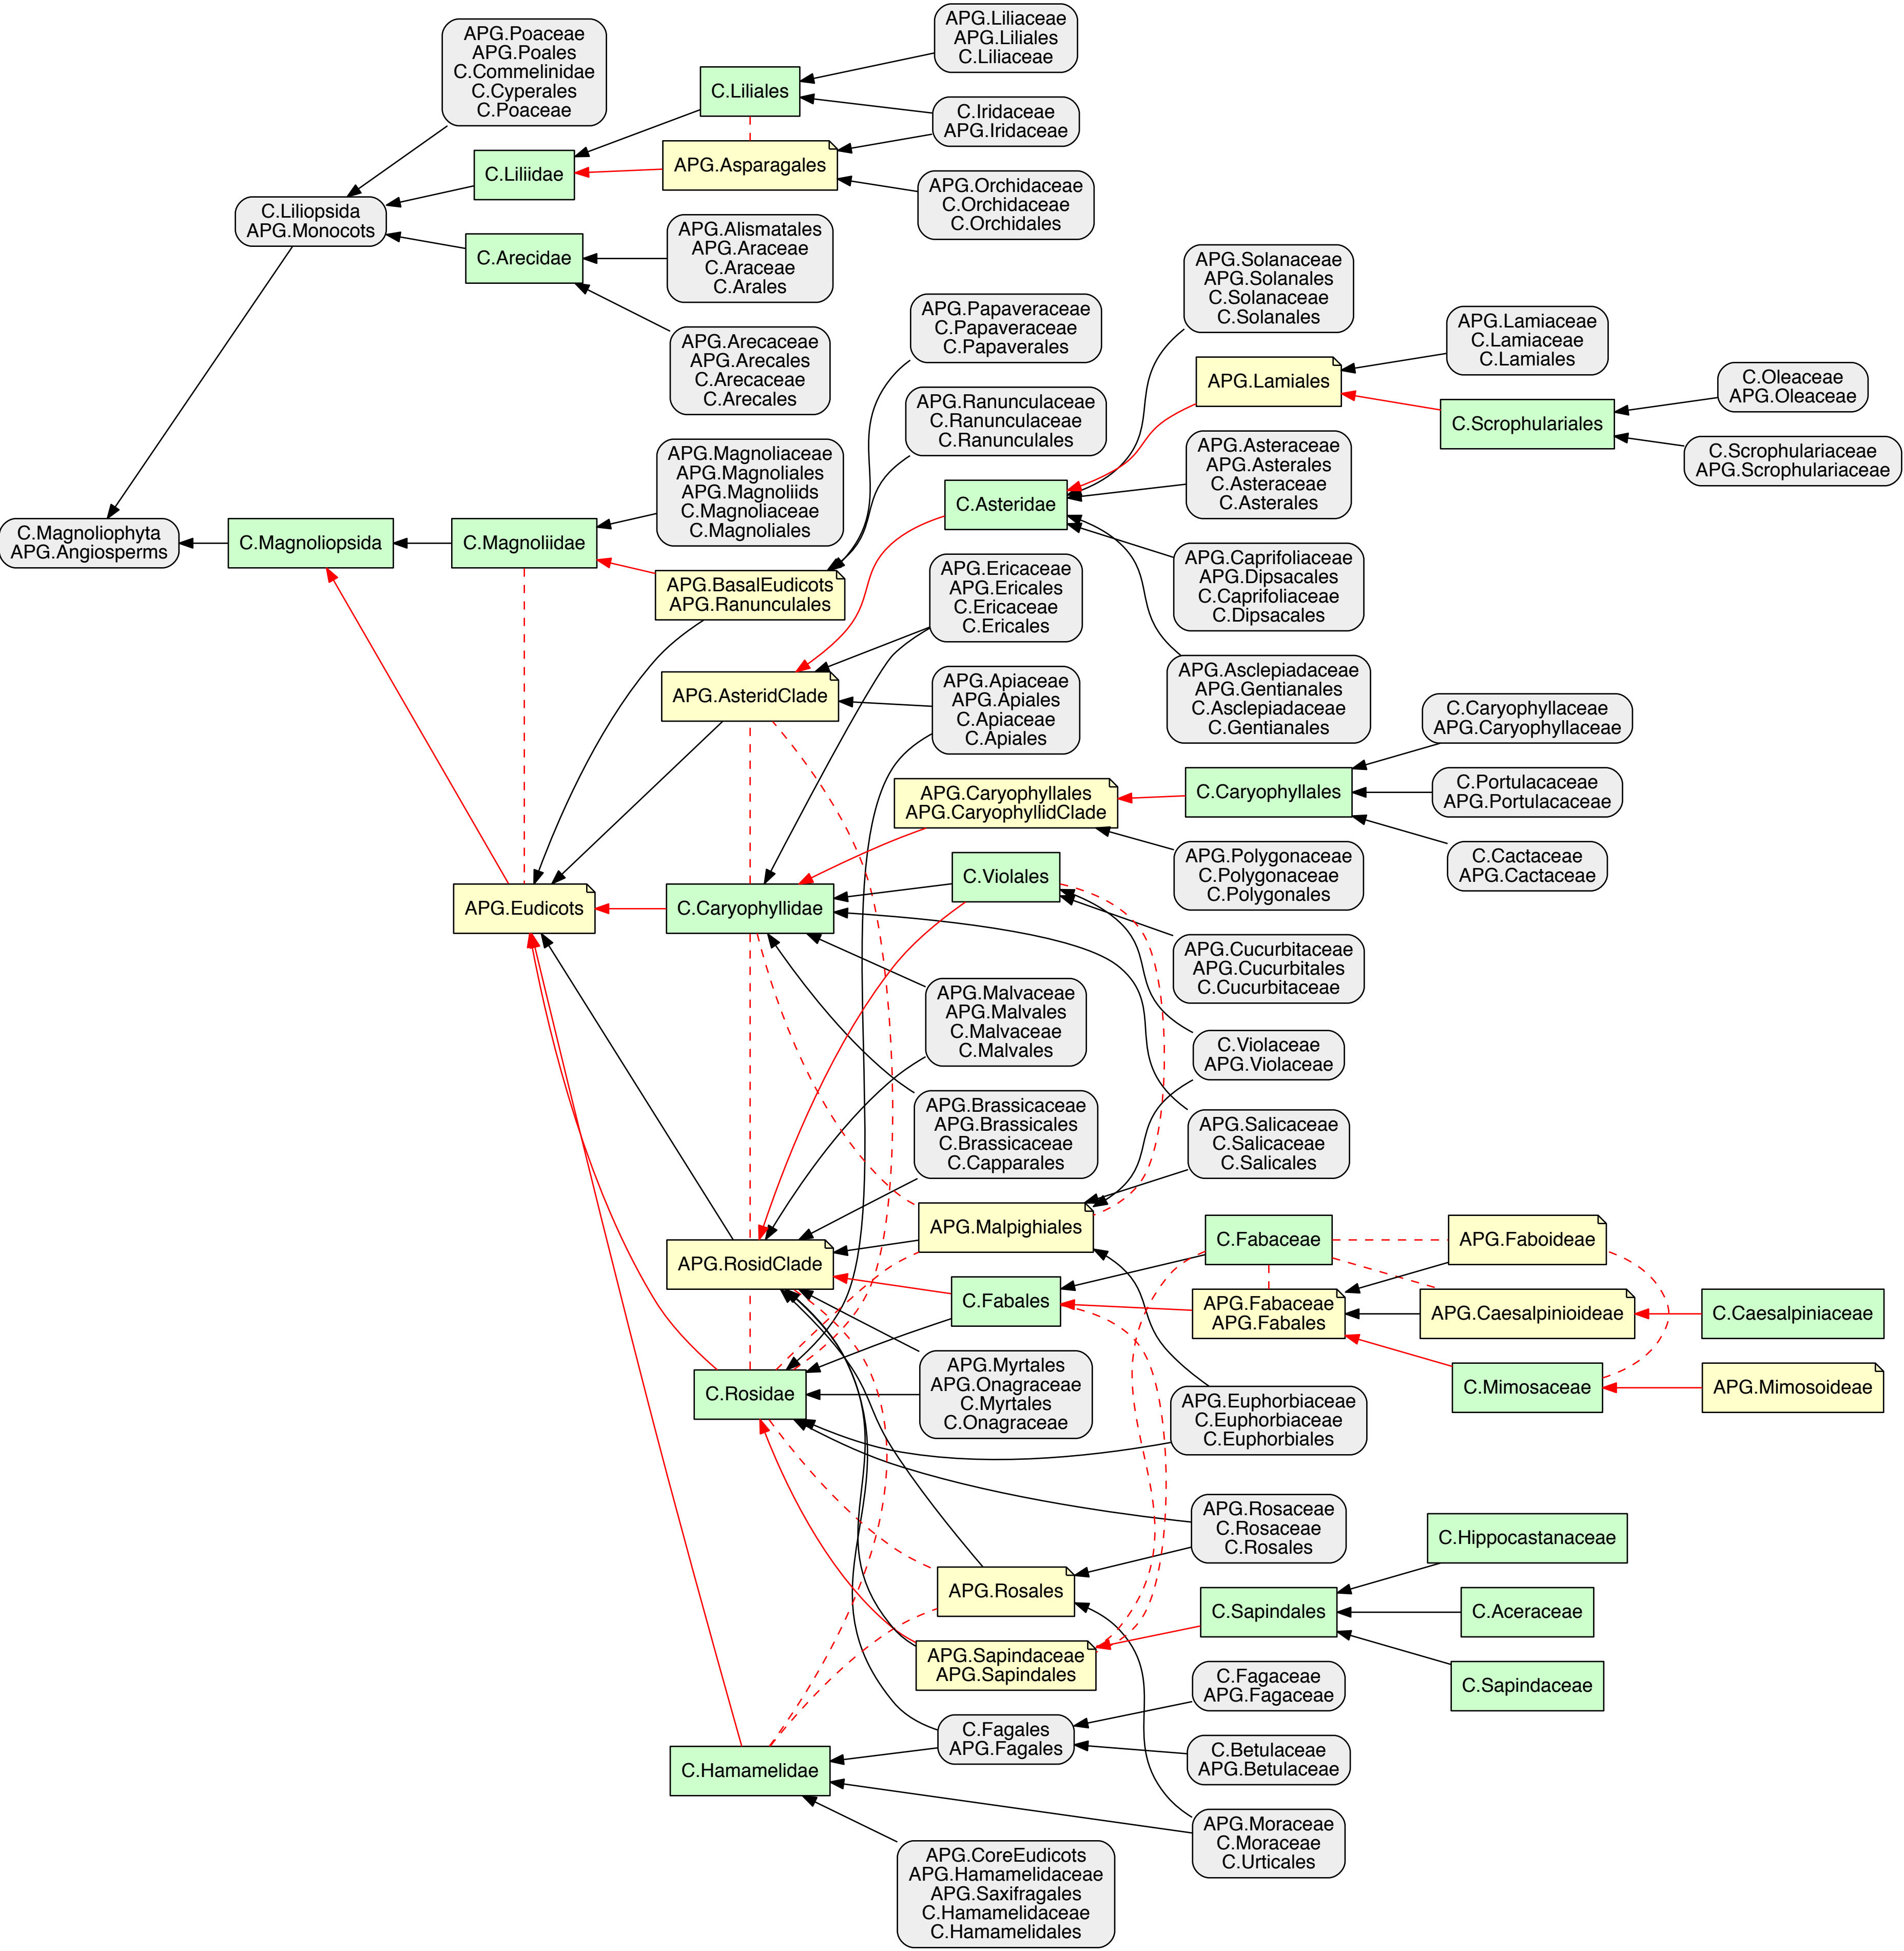 APG.Poaceae
APG.Poales
C.Commelinidae
C.Cyperales
C.Poaceae
C.Liliales
APG.Liliaceae
APG.Liliales
C.Liliaceae
C.Iridaceae
APG.Iridaceae
C.Liliidae
APG.Asparagales
APG.Orchidaceae
C.Orchidaceae
C.Orchidales
C.Liliopsida
APG.Monocots
C.Arecidae
APG.Alismatales
APG.Araceae
C.Araceae
C.Arales
APG.Arecaceae
APG.Arecales
C.Arecaceae
C.Arecales
APG.Papaveraceae
C.Papaveraceae
C.Papaverales
APG.Ranunculaceae
C.Ranunculaceae
C.Ranunculales
APG.Solanaceae
APG.Solanales
C.Solanaceae
C.Solanales
APG.Lamiales
APG.Lamiaceae
C.Lamiaceae
C.Lamiales
C.Scrophulariales
C.Oleaceae
APG.Oleaceae
C.Scrophulariaceae
APG.Scrophulariaceae
APG.Asteraceae
APG.Asterales
C.Asteraceae
C.Asterales
C.Asteridae
APG.Magnoliaceae
APG.Magnoliales
APG.Magnoliids
C.Magnoliaceae
C.Magnoliales
C.Magnoliophyta
APG.Angiosperms
C.Magnoliopsida
C.Magnoliidae
APG.BasalEudicots
APG.Ranunculales
APG.Ericaceae
APG.Ericales
C.Ericaceae
C.Ericales
APG.Caprifoliaceae
APG.Dipsacales
C.Caprifoliaceae
C.Dipsacales
APG.AsteridClade
APG.Apiaceae
APG.Apiales
C.Apiaceae
C.Apiales
APG.Asclepiadaceae
APG.Gentianales
C.Asclepiadaceae
C.Gentianales
C.Caryophyllaceae
APG.Caryophyllaceae
APG.Caryophyllales
APG.CaryophyllidClade
C.Caryophyllales
C.Portulacaceae
APG.Portulacaceae
C.Cactaceae
APG.Cactaceae
APG.Polygonaceae
C.Polygonaceae
C.Polygonales
C.Violales
APG.Eudicots
C.Caryophyllidae
APG.Cucurbitaceae
APG.Cucurbitales
C.Cucurbitaceae
APG.Malvaceae
APG.Malvales
C.Malvaceae
C.Malvales
C.Violaceae
APG.Violaceae
APG.Brassicaceae
APG.Brassicales
C.Brassicaceae
C.Capparales
APG.Salicaceae
C.Salicaceae
C.Salicales
APG.Malpighiales
APG.RosidClade
C.Fabaceae
APG.Faboideae
C.Fabales
APG.Fabaceae
APG.Fabales
APG.Caesalpinioideae
C.Caesalpiniaceae
C.Mimosaceae
APG.Mimosoideae
C.Rosidae
APG.Myrtales
APG.Onagraceae
C.Myrtales
C.Onagraceae
APG.Euphorbiaceae
C.Euphorbiaceae
C.Euphorbiales
APG.Rosaceae
C.Rosaceae
C.Rosales
C.Hippocastanaceae
APG.Rosales
C.Sapindales
C.Aceraceae
APG.Sapindaceae
APG.Sapindales
C.Sapindaceae
C.Fagaceae
APG.Fagaceae
C.Fagales
APG.Fagales
C.Betulaceae
APG.Betulaceae
C.Hamamelidae
APG.Moraceae
C.Moraceae
C.Urticales
APG.CoreEudicots
APG.Hamamelidaceae
APG.Saxifragales
C.Hamamelidaceae
C.Hamamelidales